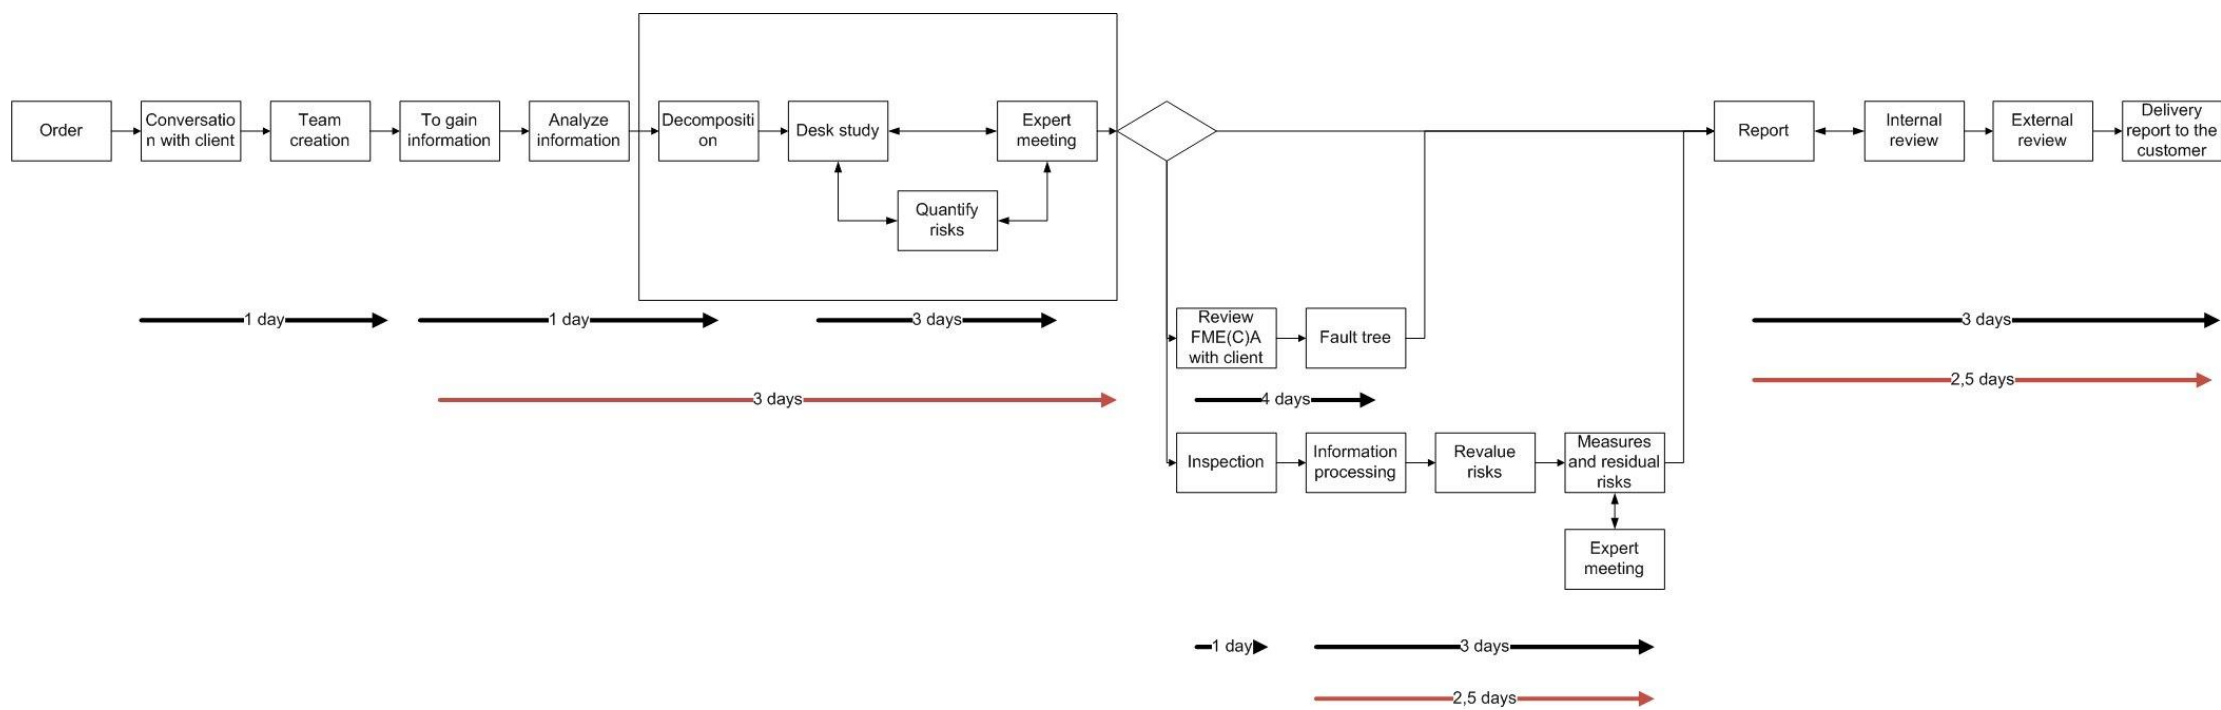 Order
Conversatio
n with client
Team
creation
To gain
information
Analyze
information
Decompositi
on
Desk study
Expert
meeting
Quantify
risks
Report
Internal
review
External
review
Delivery
report to the
customer
1 day
1 day
3 days
3 days
Review
FME(C)A
with client
Fault tree
3 days
4 days
2,5 days
Inspection
Information
processing
Revalue
risks
Measures
and residual
risks
Expert
meeting
1 day
3 days
2,5 days